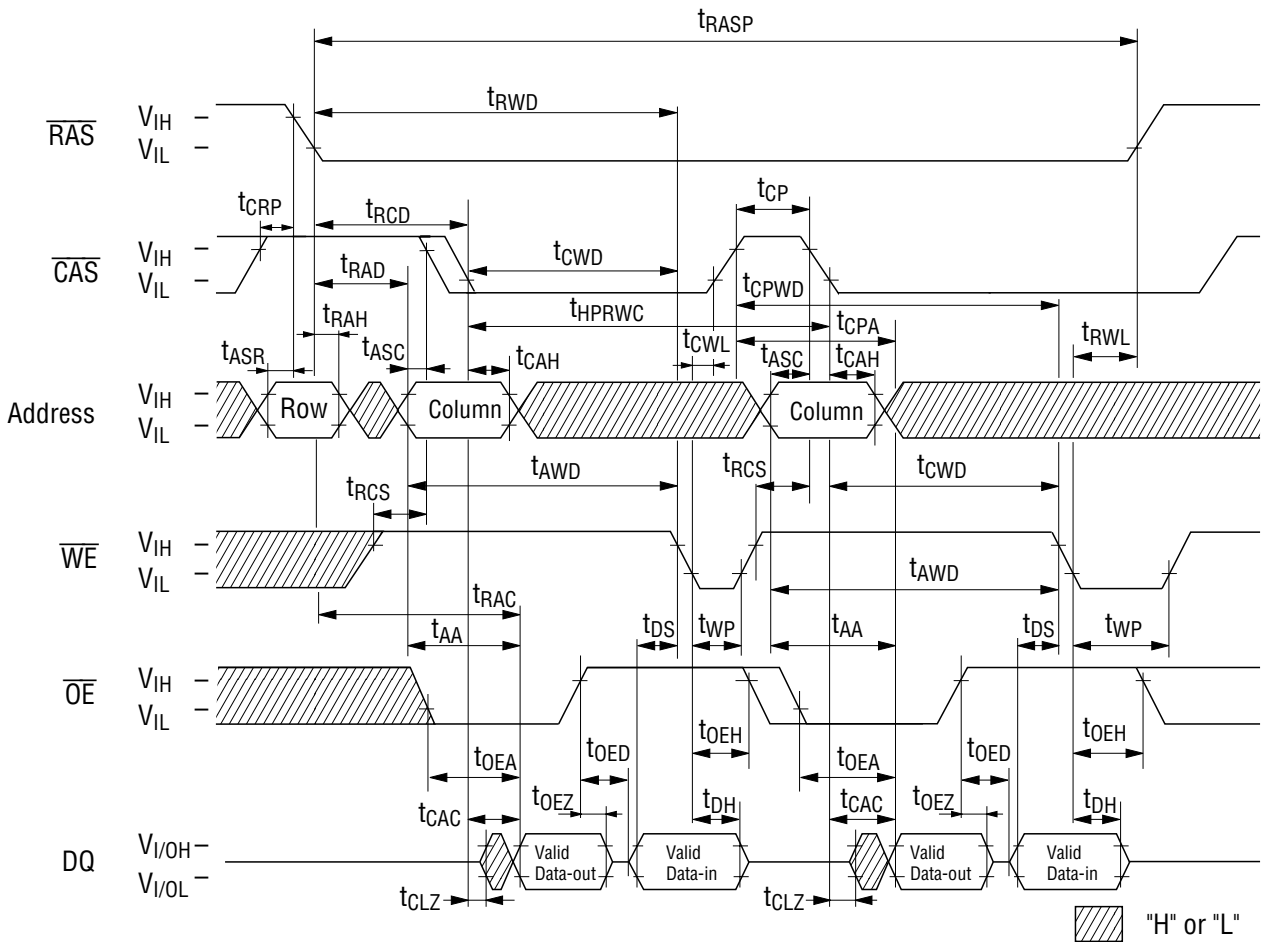 tRASP
tRWD
RAS
VIH
VIL
tCRP
tRCD
tCP
CAS
VIH
VIL
tRAD
tCWD
tCPWD
tRAH
tHPRWC
tCPA
tASR
tASC
tCAH
tCWL
tASC
tCAH
tRWL
Address
VIH
VIL
Row
Column
Column
tRCS
tAWD
tRCS
tCWD
WE
VIH
VIL
tAWD
tRAC
tAA
tDS
tWP
tAA
tDS
tWP
OE
VIH
VIL
tOEA
tOED
tOEH
tOEA
tOED
tOEH
tCAC
tOEZ
tDH
tCAC
tOEZ
tDH
DQ
VI/OH
VI/OL
Valid
Data-out
Valid
Data-in
Valid
Data-out
Valid
Data-in
tCLZ
tCLZ
"H" or "L"